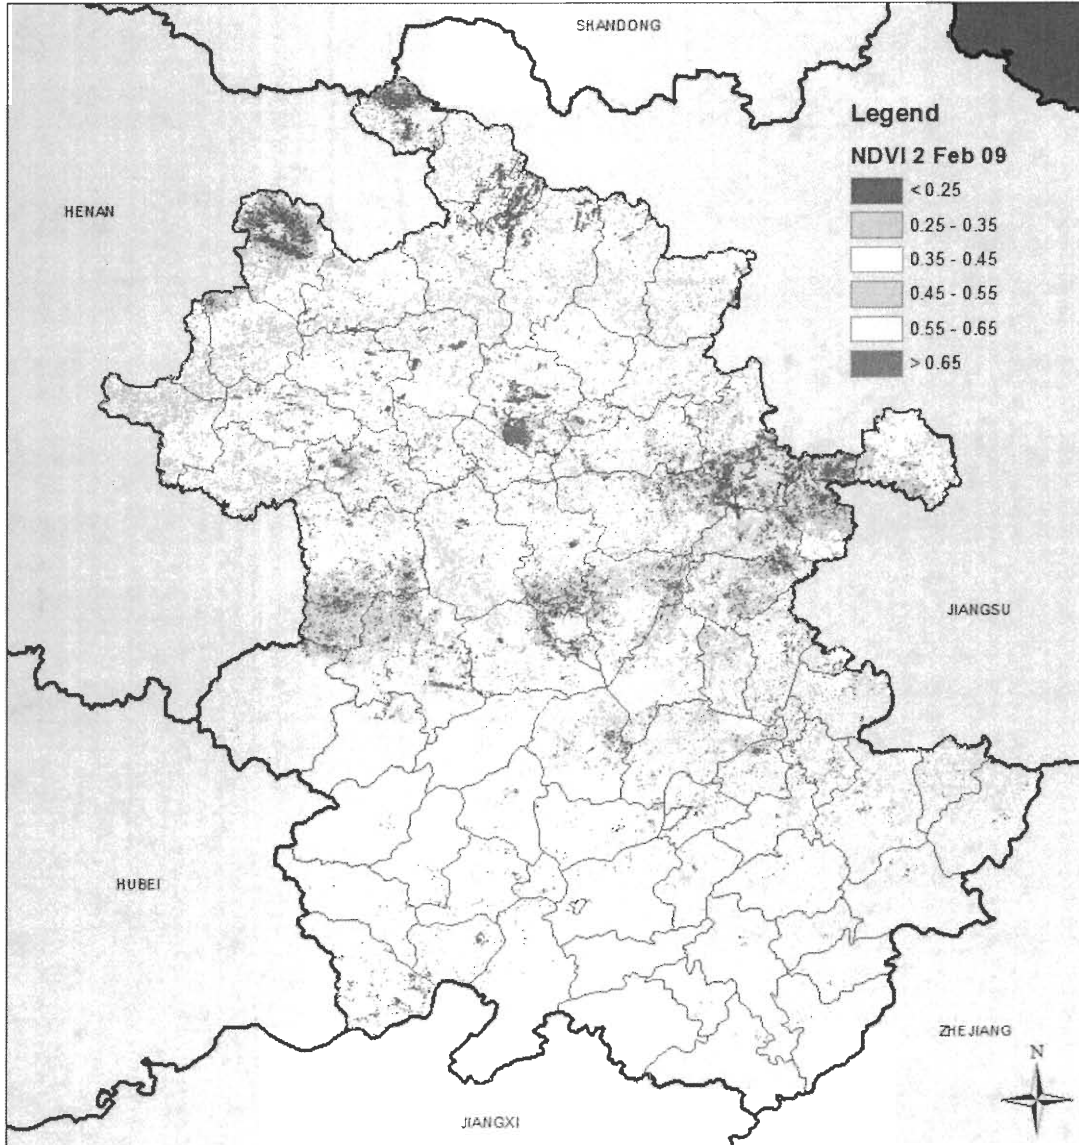 SHANDONG
Legend
NDVI 2 Feb 09
< 0.25
0.25 - 0.35
0.35 - 0.45
0.45 - 0.55
0.55 - 0.65
> 0.65
HENAN
JIANGSU
HUBEI
ZHEJIANG
N
JIANGXI